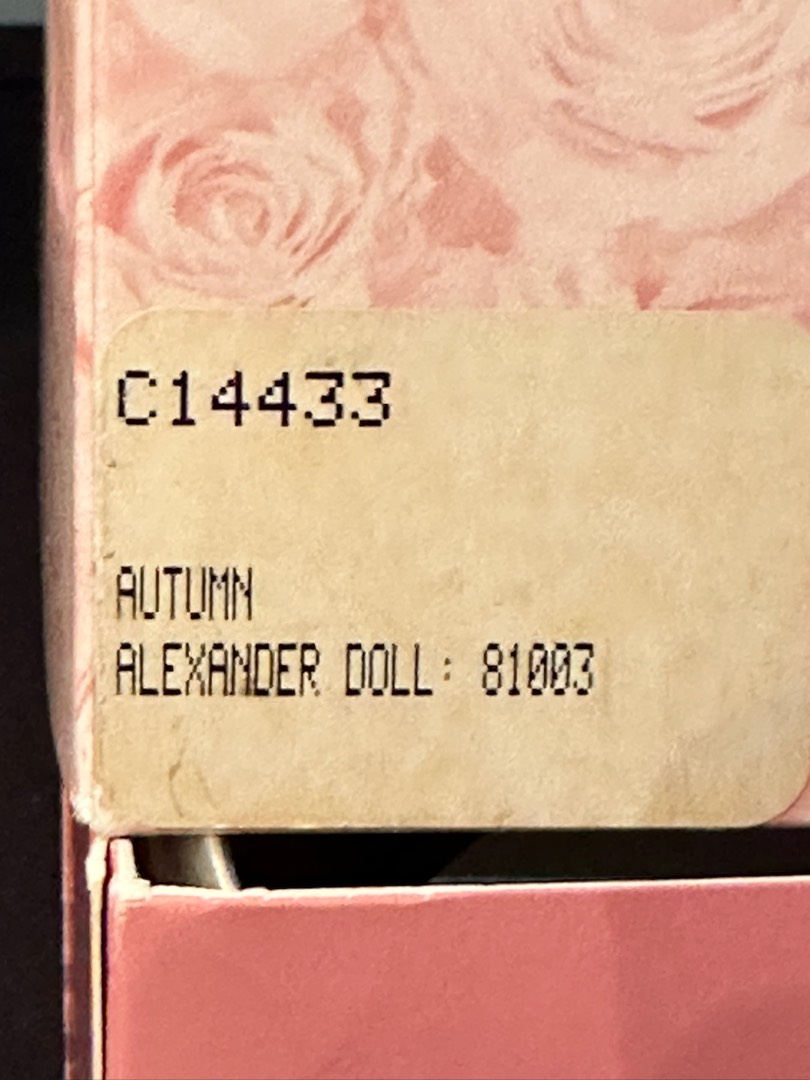 C14433
AUTUMN
ALEXANDER DOLL: 81003